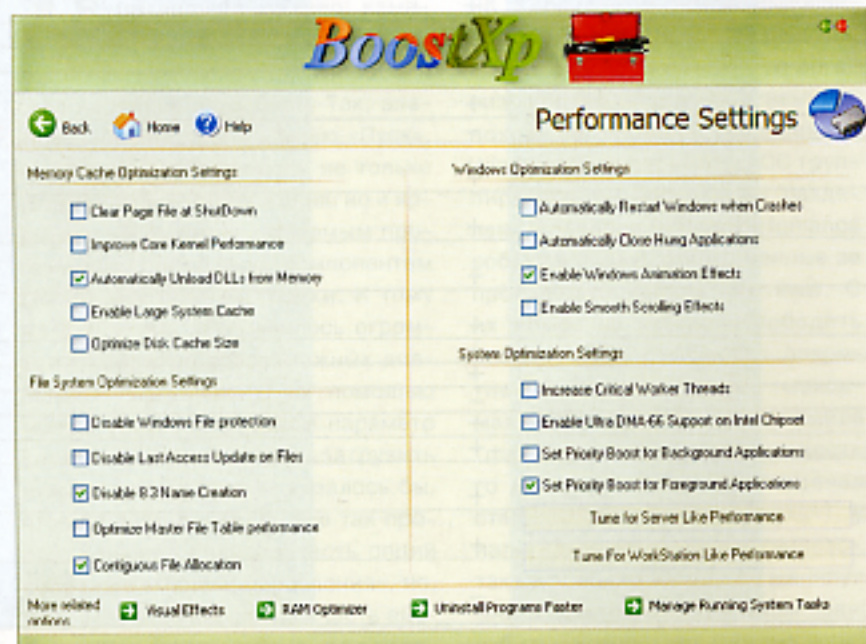 BoostXp
Back
Home
Help
Performance Settings
Memory Cache Optimization Settings
Clear Page File at ShutDown
Improve Core Kernel Performance
Automatically Unload DLLs from Memory
Enable Large System Cache
Optimize Disk Cache Size
File System Optimization Settings
Disable Windows File protection
Disable Last Access Update on Files
Disable 8.3 Name Creation
Optimize Master File Table performance
Contiguous File Allocation
Windows Optimization Settings
Automatically Restart Windows when Crashes
Automatically Close Hung Applications
Enable Windows Animation Effects
Enable Smooth Scrolling Effects
System Optimization Settings
Increase Critical Worker Threads
Enable Ultra DMA-66 Support on Intel Chipset
Set Priority Boost for Background Applications
Set Priority Boost for Foreground Applications
Tune for Server Like Performance
Tune For WorkStation Like Performance
More related
options
Visual Effects
RAM Optimizer
Uninstall Programs Faster
Manage Running System Tasks